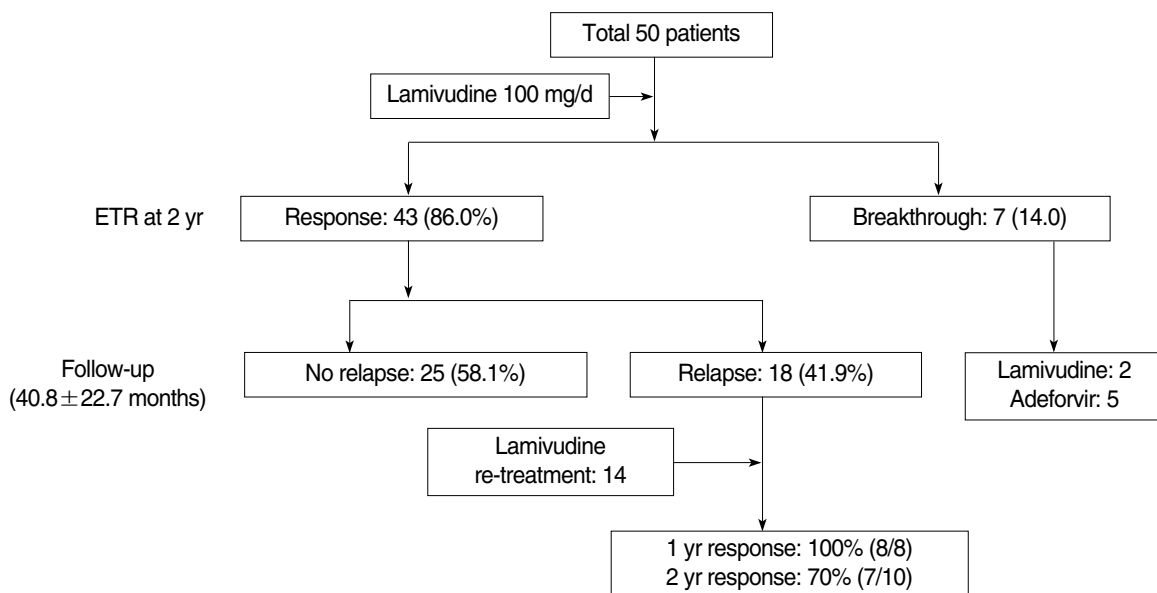 Total 50 patients
Lamivudine 100 mg/d
ETR at 2 yr
Response: 43 (86.0%)
Breakthrough: 7 (14.0)
Follow-up
(40.8±22.7 months)
No relapse: 25 (58.1%)
Relapse: 18 (41.9%)
Lamivudine: 2
Adeforvir: 5
Lamivudine
re-treatment: 14
1 yr response: 100% (8/8)
2 yr response: 70% (7/10)